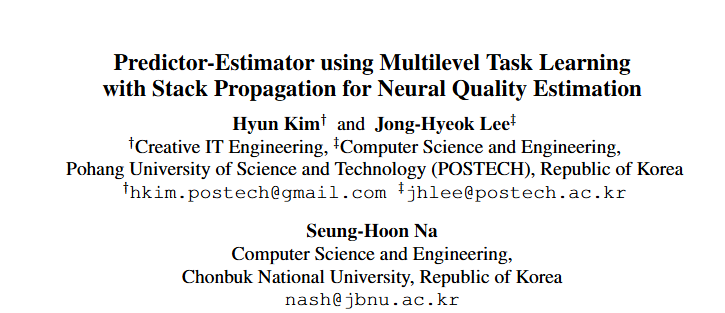 Predictor-Estimator using Multilevel Task Learning
with Stack Propagation for Neural Quality Estimation
Hyun Kim† and Jong-Hyeok Lee‡
†Creative IT Engineering, ‡Computer Science and Engineering,
Pohang University of Science and Technology (POSTECH), Republic of Korea
†hkim.postech@gmail.com ‡jhlee@postech.ac.kr
Seung-Hoon Na
Computer Science and Engineering,
Chonbuk National University, Republic of Korea
nash@jbnu.ac.kr